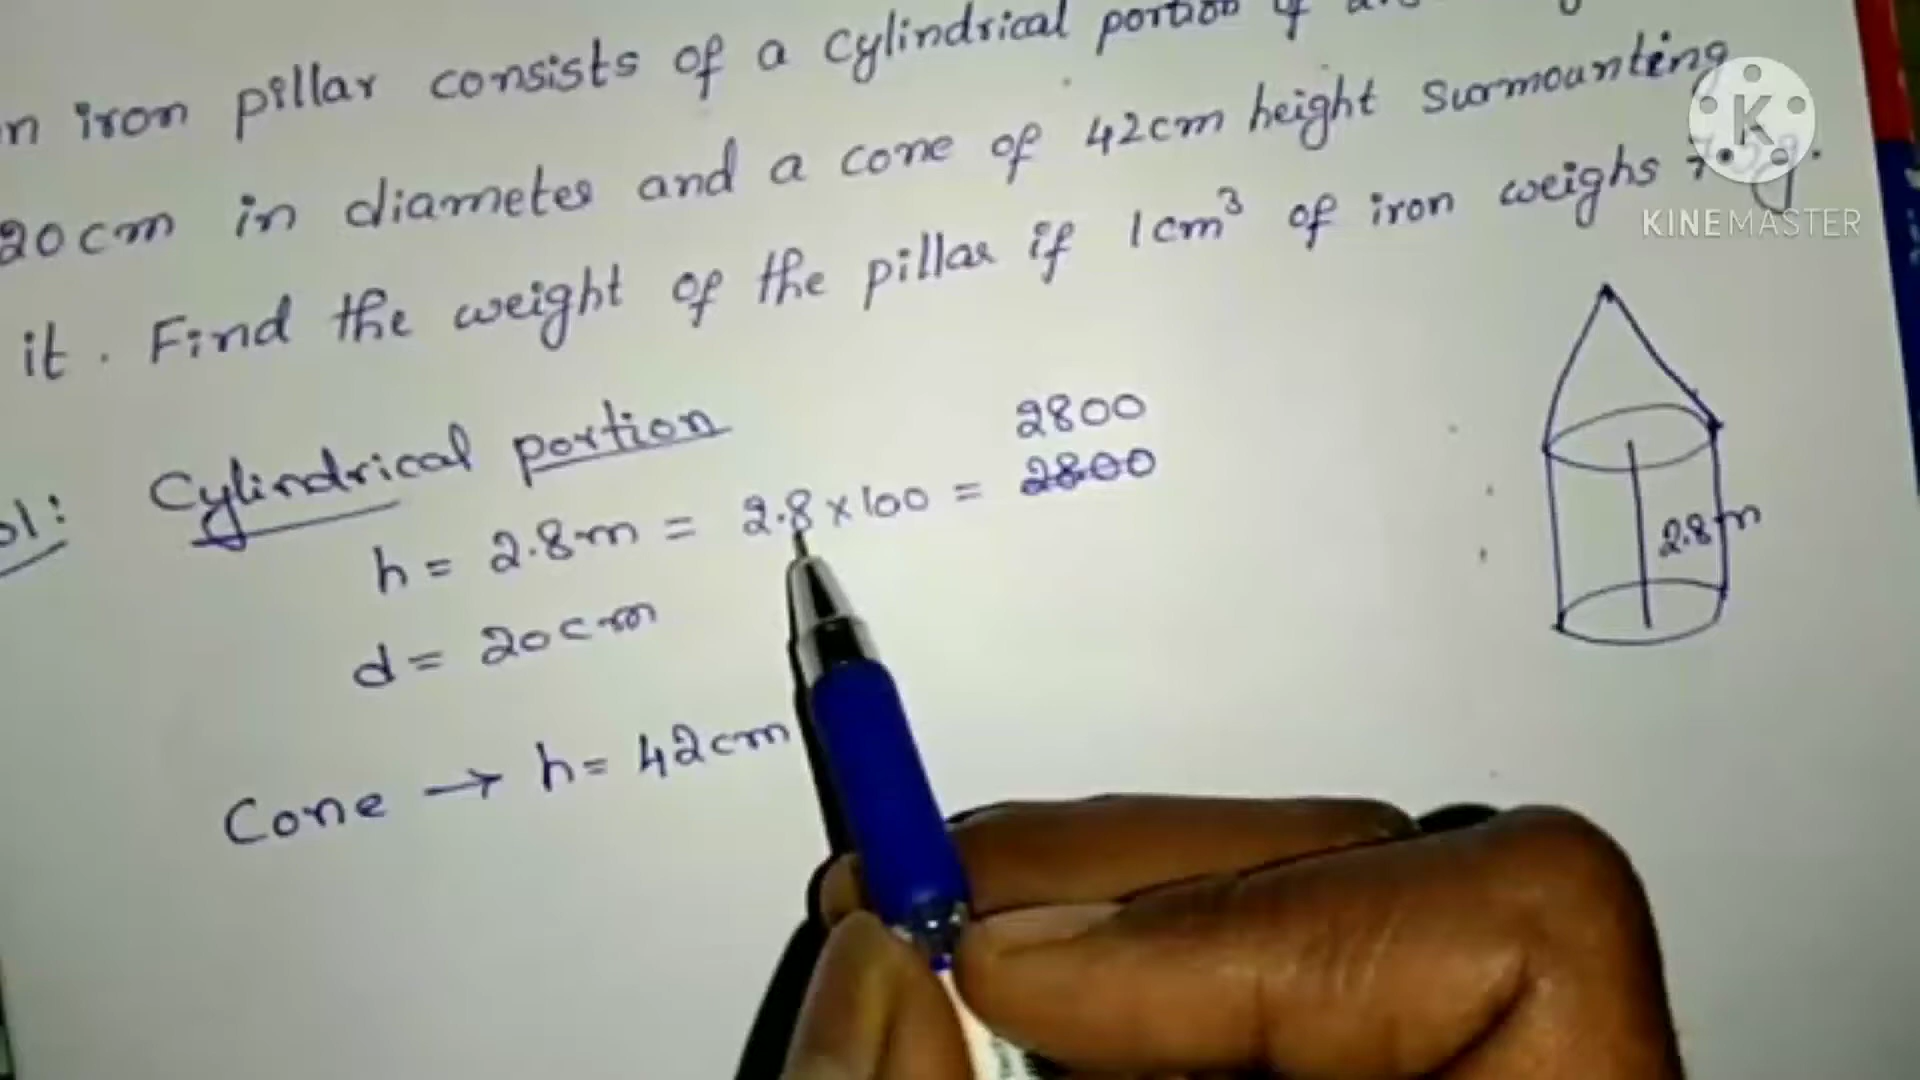 n iron pillar consists of a cylindrical portion of
20cm in diameter and a cone of 42cm height surmounting
it. Find the weight of the pillar if 1cm³ of iron weighs
KINEMASTER
K
ol: Cylindrical portion
2800
h = 2.8m = 2.8 x 100 = 2800
d = 20cm
2.8m
Cone → h= 42cm